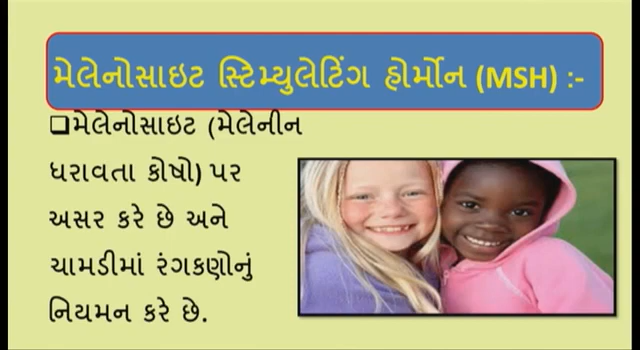 મેલેનોસાઇટ સ્ટિમ્યુલેટિંગ હોર્મોન (MSH) :-
❑મેલેનોસાઇટ (મેલેનીન
ધરાવતા કોષો) પર
અસર કરે છે અને
ચામડીમાં રંગકણોનું
નિયમન કરે છે.